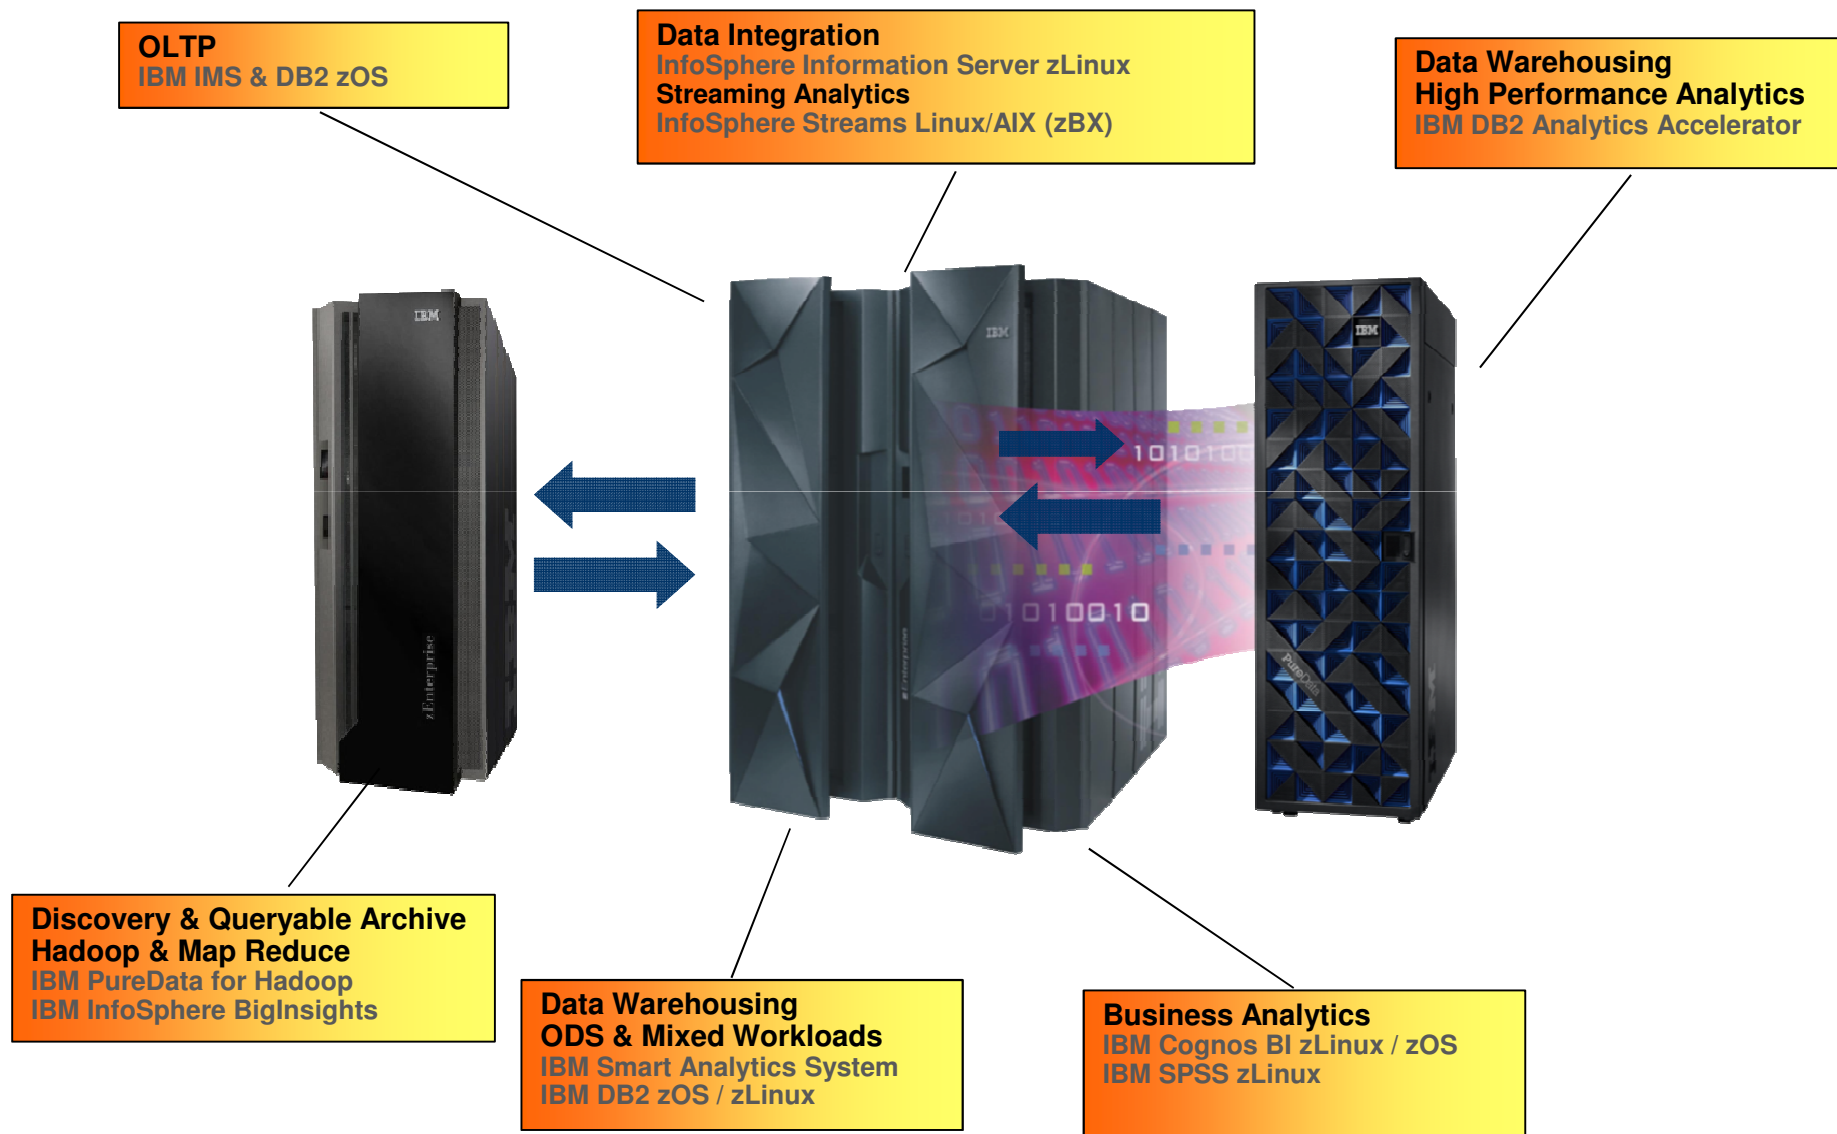 OLTP
IBM IMS & DB2 zOS
Data Integration
InfoSphere Information Server zLinux
Streaming Analytics
InfoSphere Streams Linux/AIX (zBX)
Data Warehousing
High Performance Analytics
IBM DB2 Analytics Accelerator
IBM
zEnterprise
IBM
zEnterprise
1010100
01010010
IBM
PureData
Discovery & Queryable Archive
Hadoop & Map Reduce
IBM PureData for Hadoop
IBM InfoSphere BigInsights
Data Warehousing
ODS & Mixed Workloads
IBM Smart Analytics System
IBM DB2 zOS / zLinux
Business Analytics
IBM Cognos BI zLinux / zOS
IBM SPSS zLinux